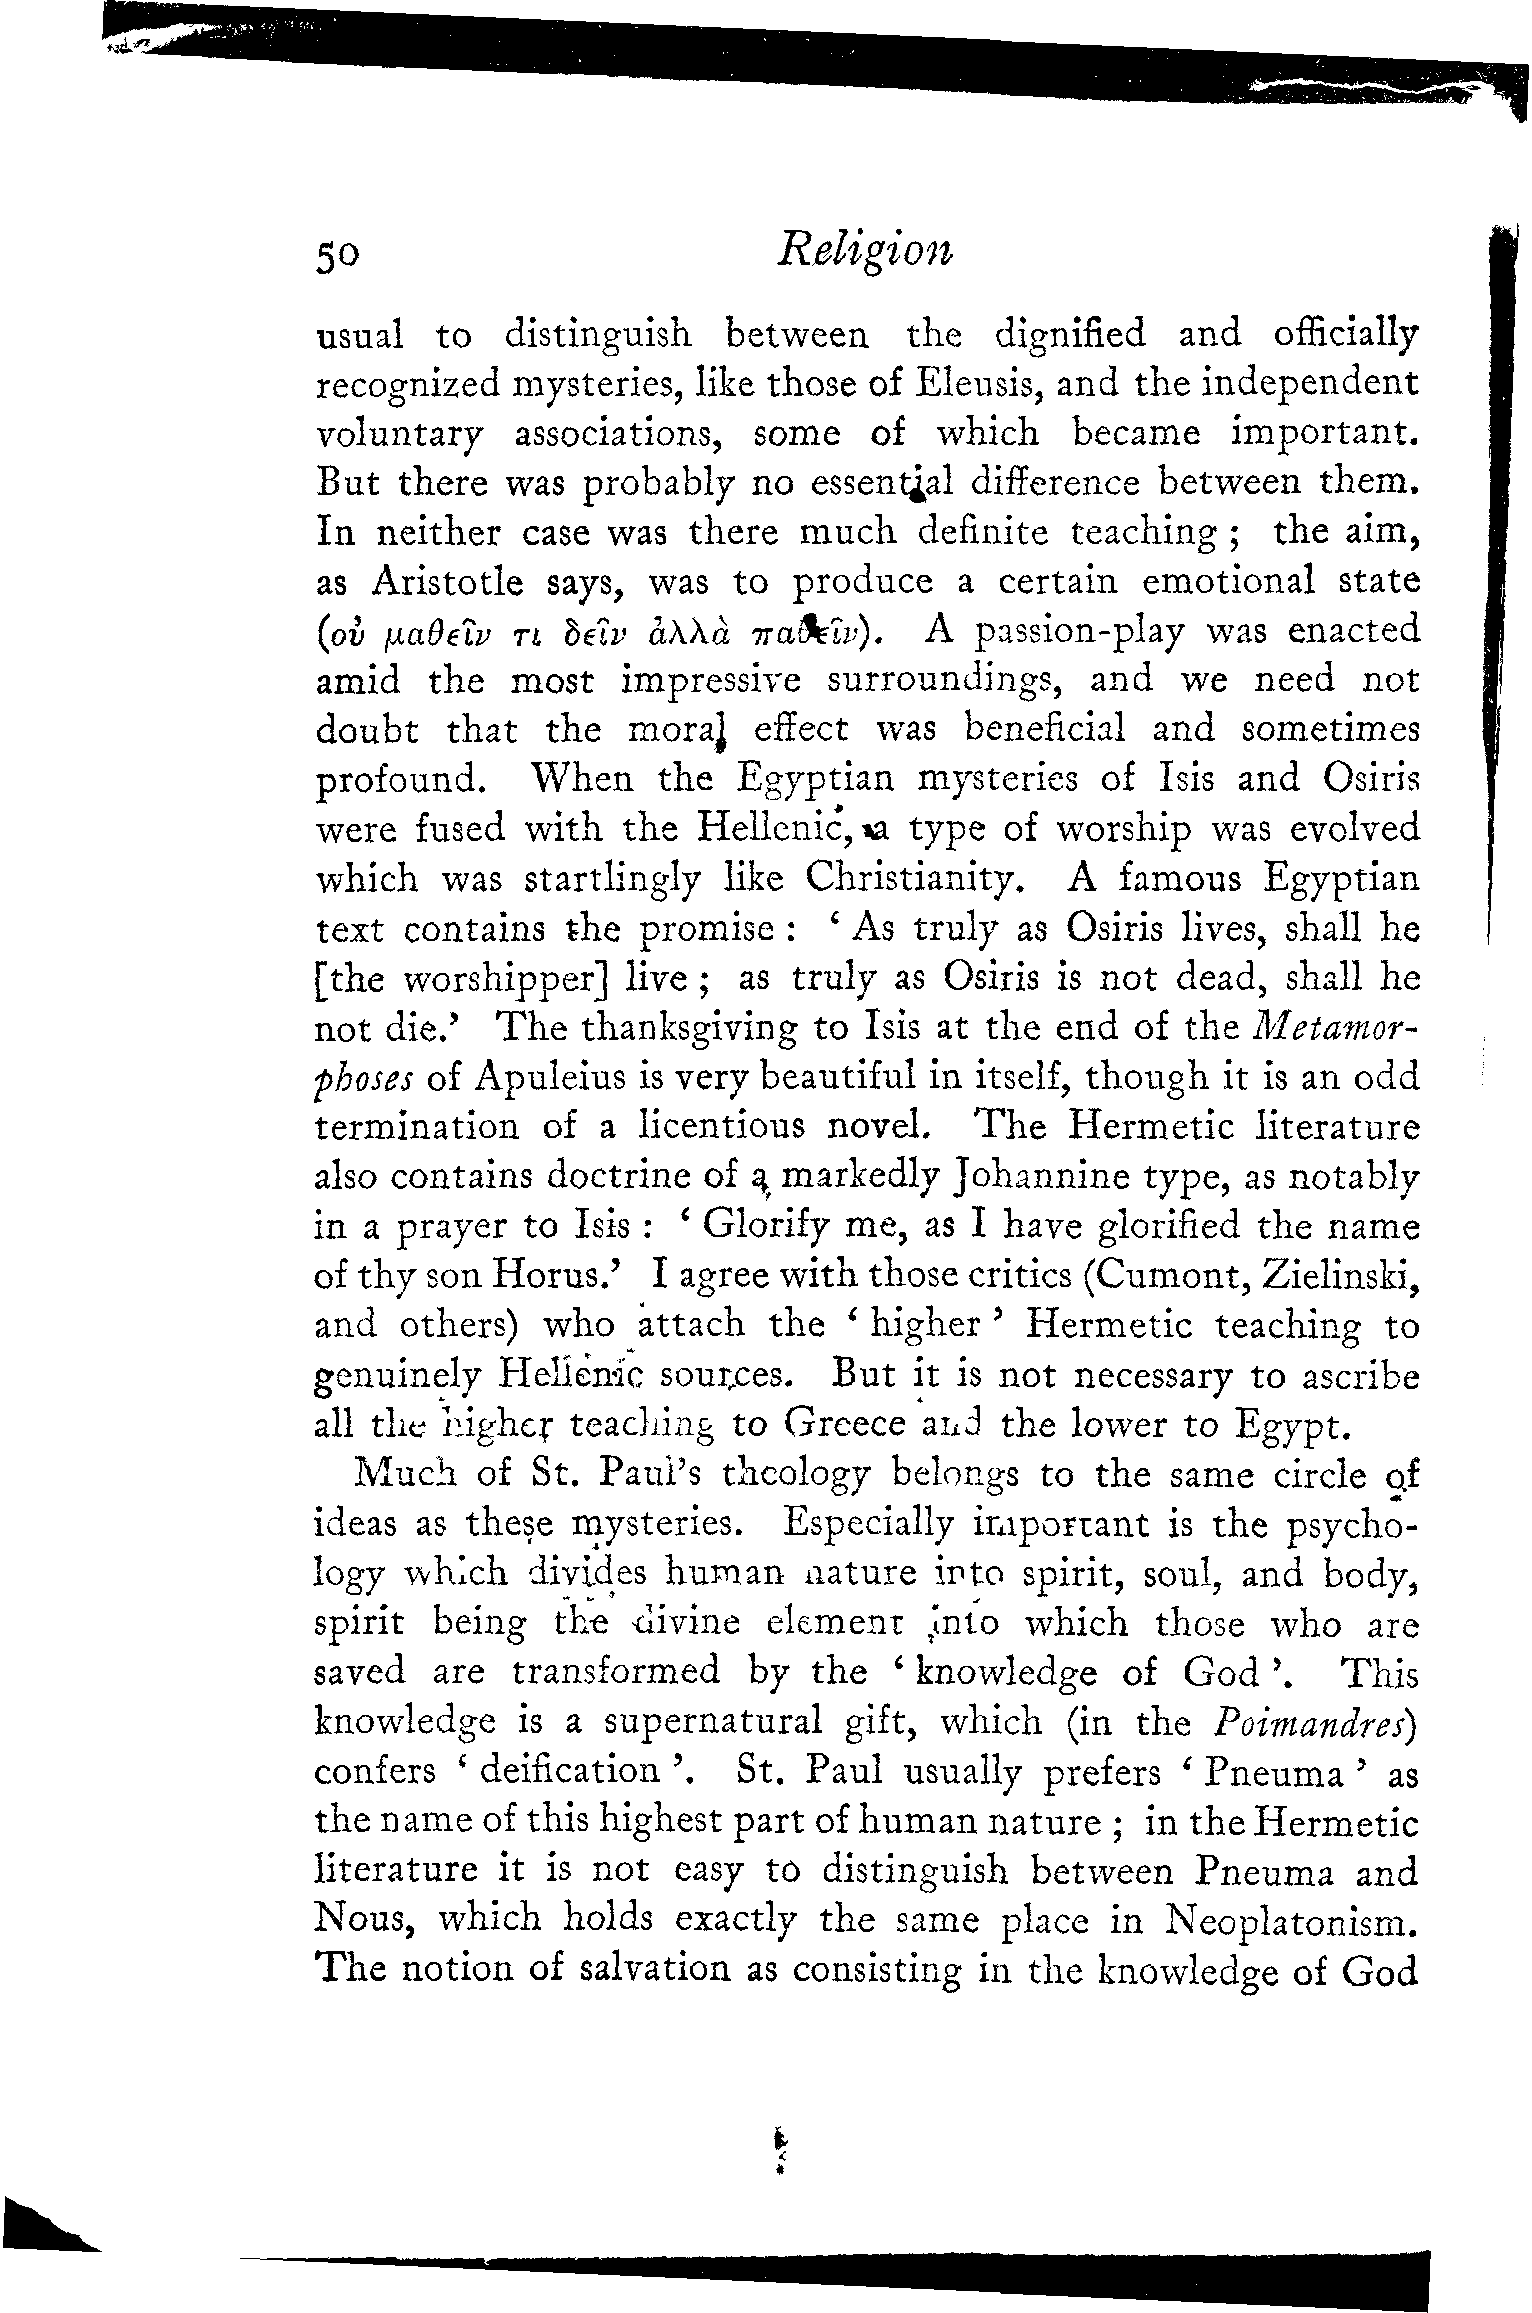 50 Religion
usual to distinguish between the dignified and officially
recognized mysteries, like those of Eleusis, and the independent
voluntary associations, some of which became important.
But there was probably no essential difference between them.
In neither case was there much definite teaching ; the aim,
as Aristotle says, was to produce a certain emotional state
(οὐ μαθεῖν τι δεῖν ἀλλὰ παθεῖν). A passion-play was enacted
amid the most impressive surroundings, and we need not
doubt that the moral effect was beneficial and sometimes
profound. When the Egyptian mysteries of Isis and Osiris
were fused with the Hellenic, a type of worship was evolved
which was startlingly like Christianity. A famous Egyptian
text contains the promise : ‘ As truly as Osiris lives, shall he
[the worshipper] live ; as truly as Osiris is not dead, shall he
not die.’ The thanksgiving to Isis at the end of the Metamor-
phoses of Apuleius is very beautiful in itself, though it is an odd
termination of a licentious novel. The Hermetic literature
also contains doctrine of a markedly Johannine type, as notably
in a prayer to Isis : ‘ Glorify me, as I have glorified the name
of thy son Horus.’ I agree with those critics (Cumont, Zielinski,
and others) who attach the ‘ higher ’ Hermetic teaching to
genuinely Hellenic sources. But it is not necessary to ascribe
all the higher teaching to Greece and the lower to Egypt.
Much of St. Paul’s theology belongs to the same circle of
ideas as these mysteries. Especially important is the psycho-
logy which divides human nature into spirit, soul, and body,
spirit being the divine element into which those who are
saved are transformed by the ‘ knowledge of God ’. This
knowledge is a supernatural gift, which (in the Poimandres)
confers ‘ deification ’. St. Paul usually prefers ‘ Pneuma ’ as
the name of this highest part of human nature ; in the Hermetic
literature it is not easy to distinguish between Pneuma and
Nous, which holds exactly the same place in Neoplatonism.
The notion of salvation as consisting in the knowledge of God